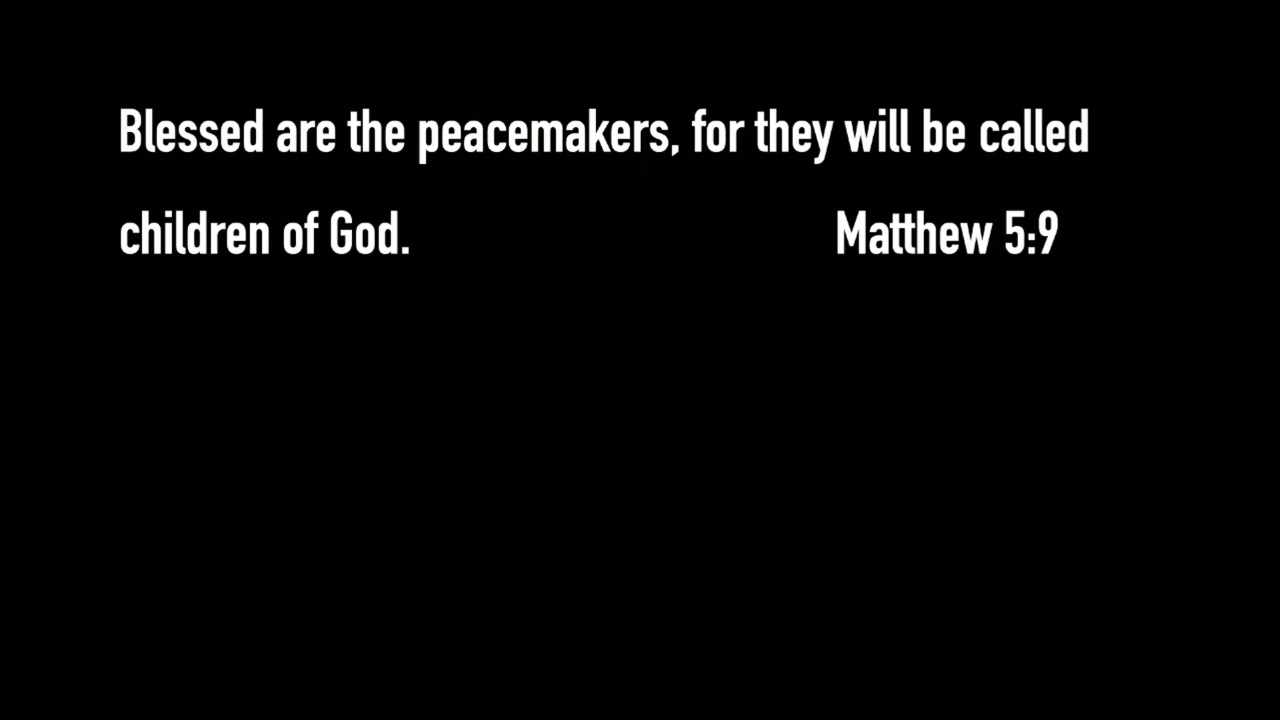 Blessed are the peacemakers, for they will be called
children of God. Matthew 5:9